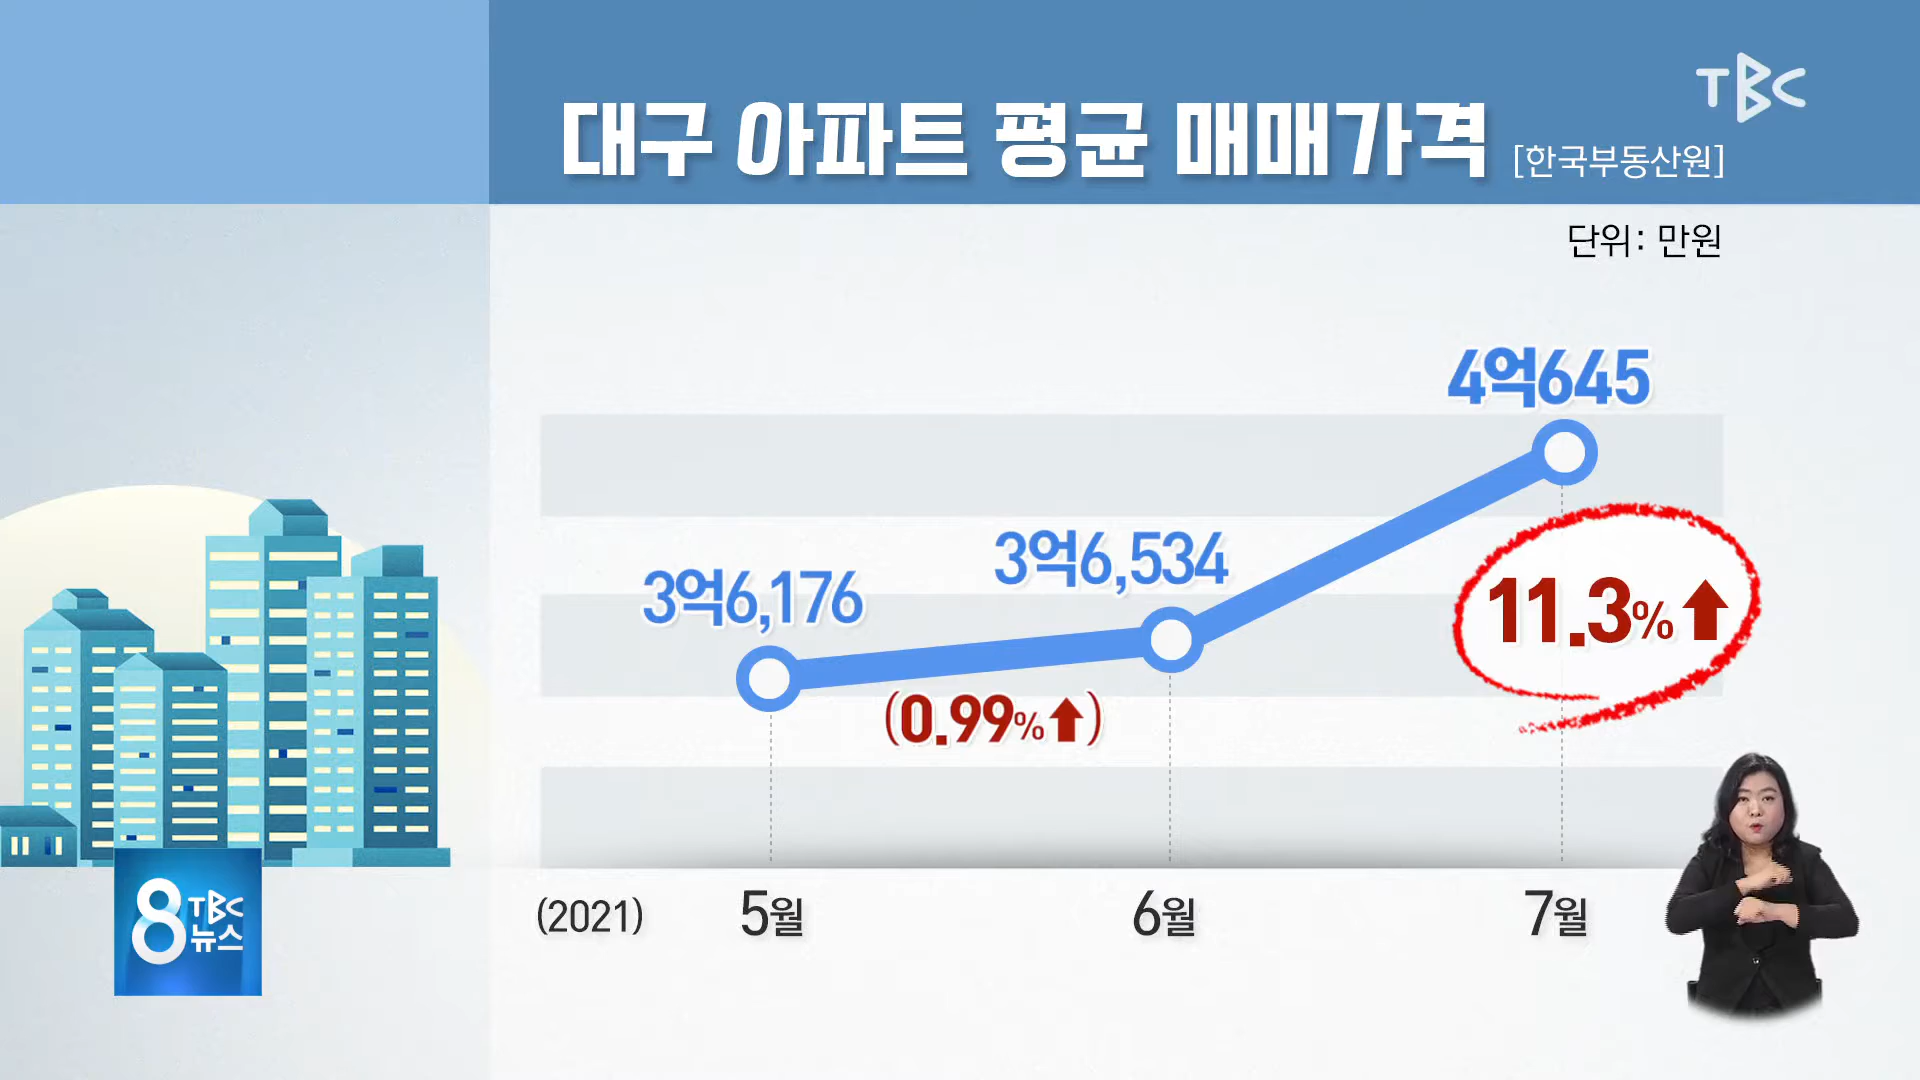 TBC
대구 아파트 평균 매매가격 [한국부동산원]
단위: 만원
4억645
3억6,534
3억6,176
11.3%
(0.99%⬆)
(2021) 5월 6월 7월
8 TBC
뉴스